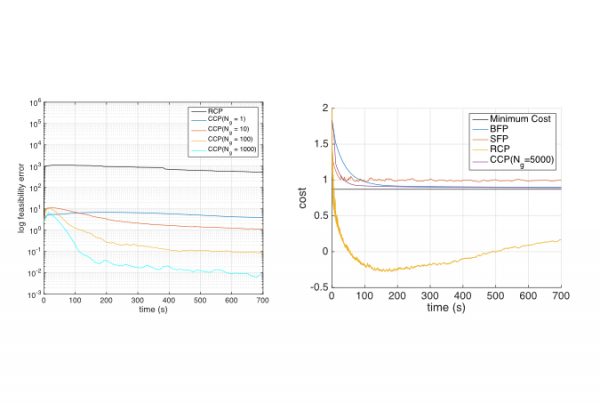 RCP
CCP(N_g = 1)
CCP(N_g = 10)
CCP(N_g = 100)
CCP(N_g = 1000)
10^6
10^5
10^4
10^3
10^2
10^1
10^0
10^-1
10^-2
10^-3
log feasibility error
0 100 200 300 400 500 600 700
time (s)
Minimum Cost
BFP
SFP
RCP
CCP(N_g=5000)
2
1.5
1
0.5
0
-0.5
cost
0 100 200 300 400 500 600 700
time (s)